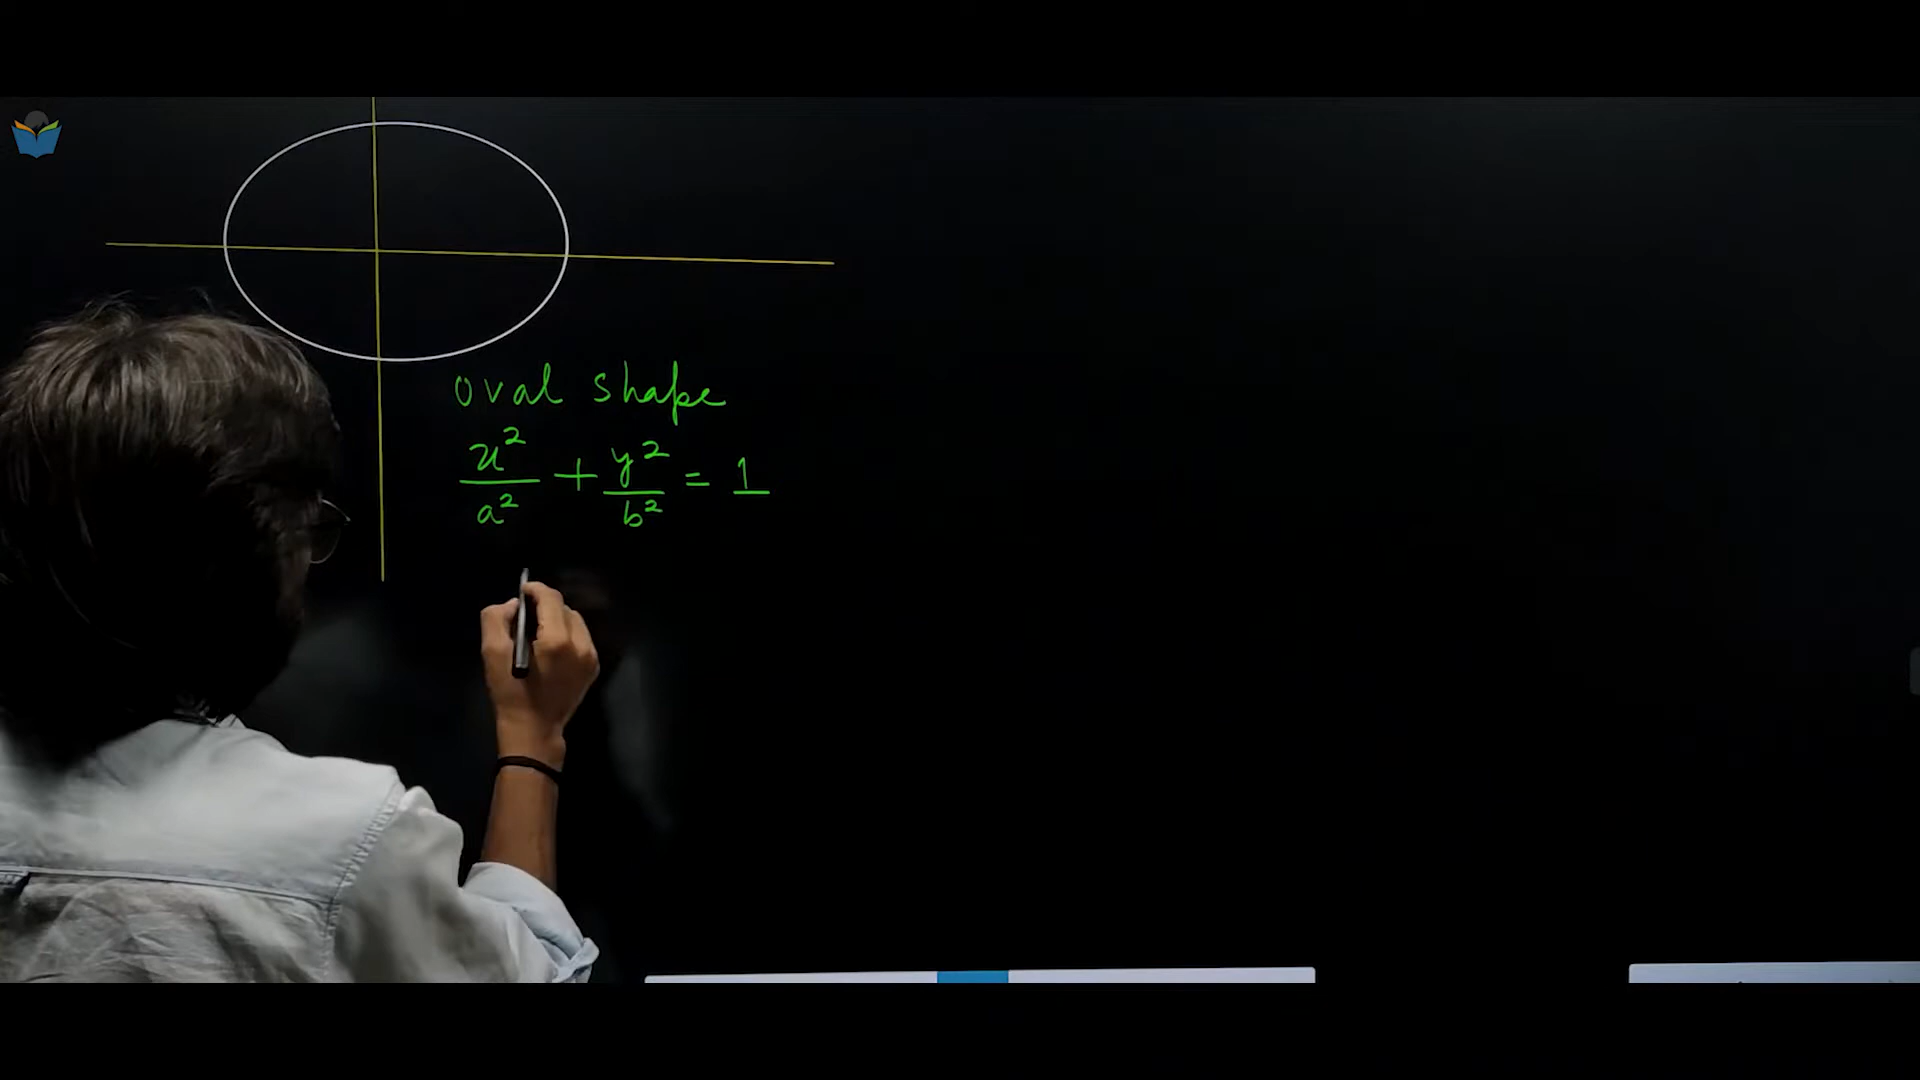 oval shape
x²/a² + y²/b² = 1